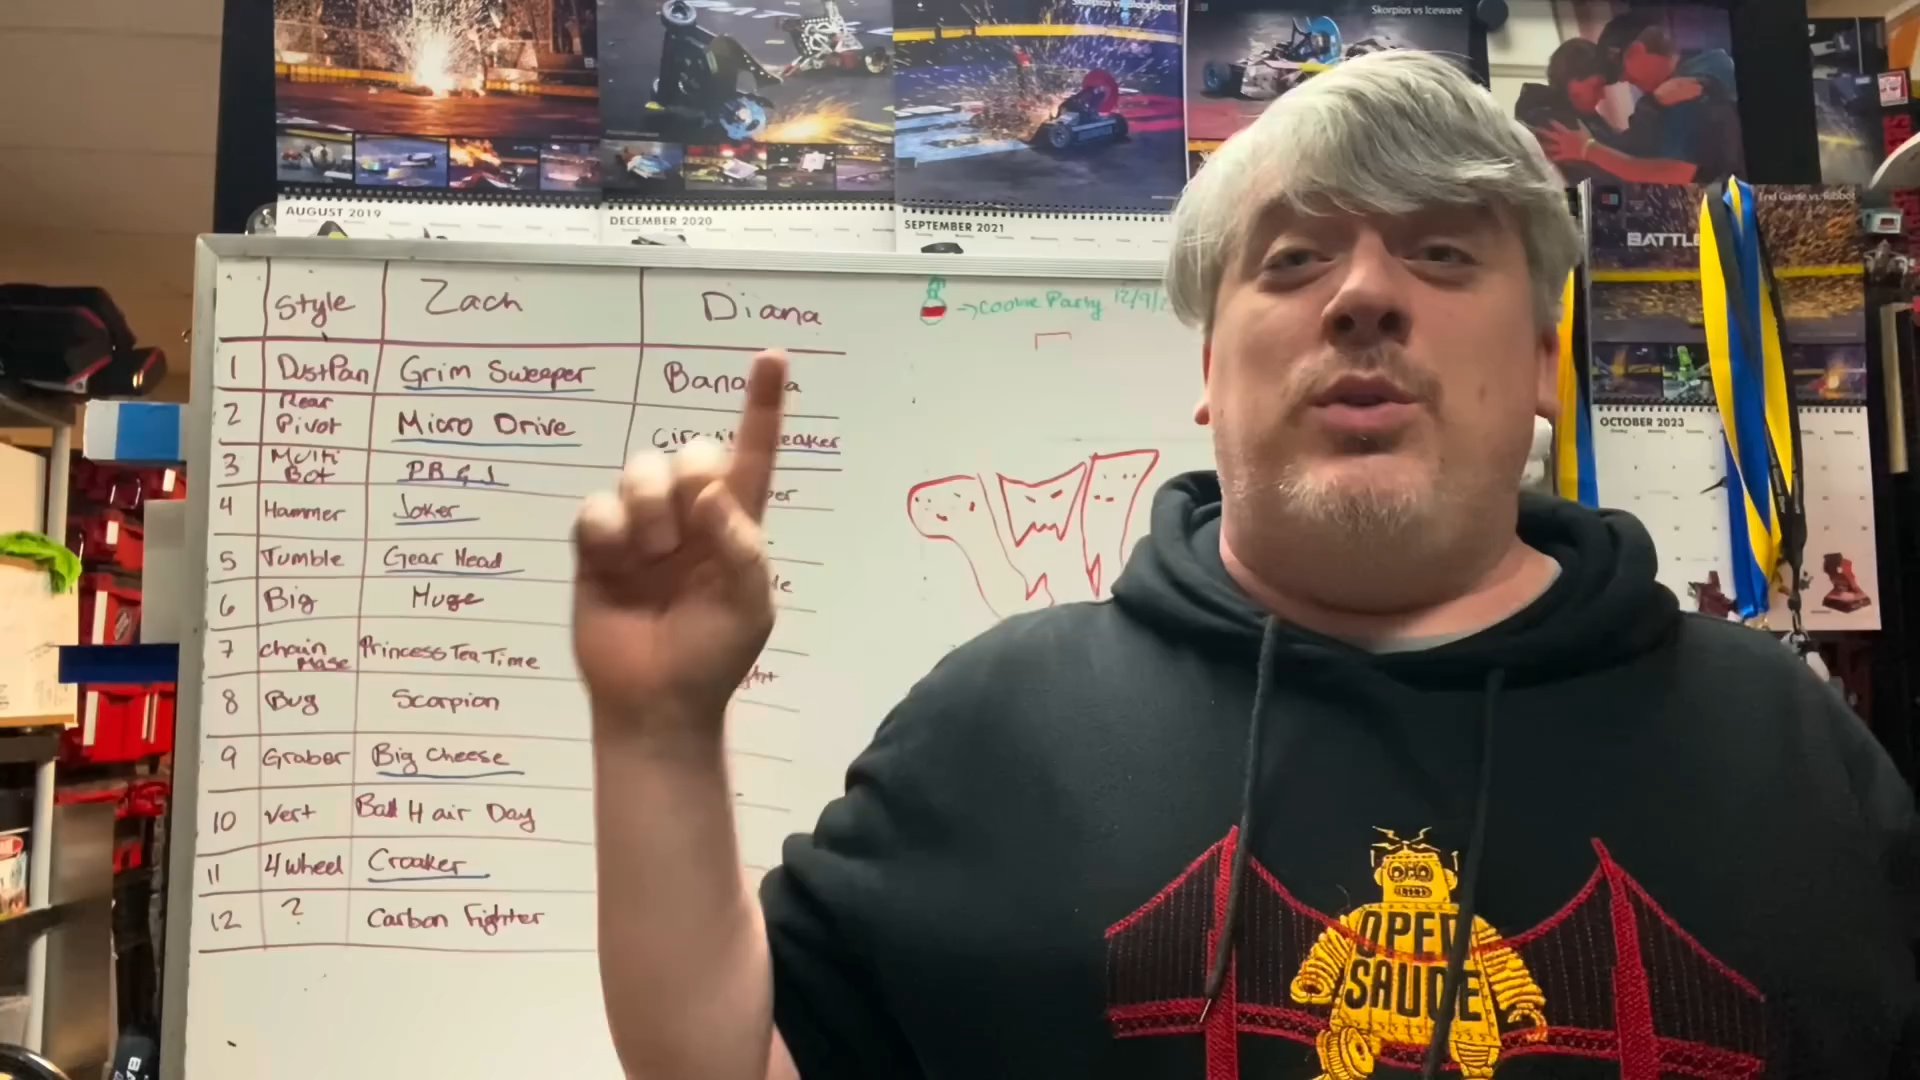 Skorpios vs Icewave
AUGUST 2019
DECEMBER 2020
SEPTEMBER 2021
End Game vs. Ribbot
BATTLE
OCTOBER 2023
Style Zach Diana
→ Cookie Party 12/9/
1 DustPan Grim Sweeper
2 Rear Pivot Micro Drive
3 Multi Bot P.B.&J
4 Hammer Joker
5 Tumble Gear Head
6 Big Huge
7 chain Mase Princess Tea Time
8 Bug Scorpion
9 Graber Big Cheese
10 Vert Bad Hair Day
11 4 wheel Croaker
12 ? Carbon Fighter
OPEN
SAUCE